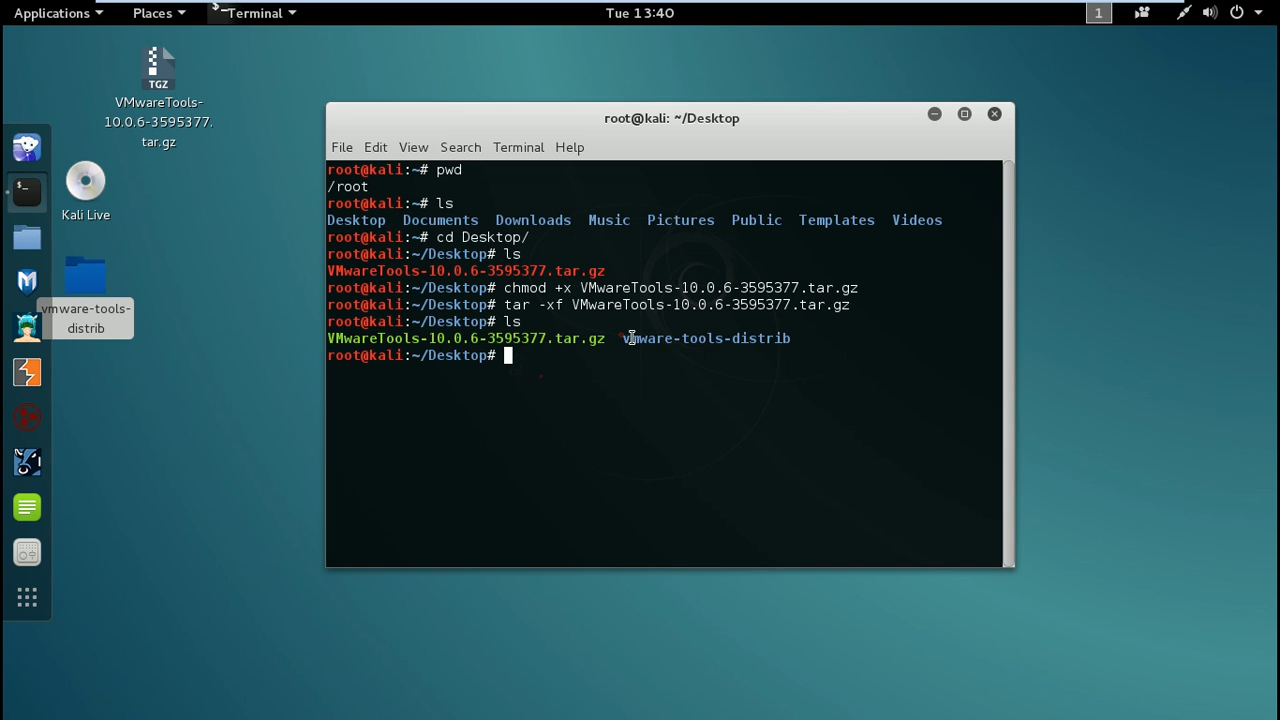 Applications Places Terminal Tue 13:40 1
TGZ
VMwareTools-
10.0.6-3595377.
tar.gz
Kali Live
vmware-tools-
distrib
root@kali: ~/Desktop
File Edit View Search Terminal Help
root@kali:~# pwd
/root
root@kali:~# ls
Desktop Documents Downloads Music Pictures Public Templates Videos
root@kali:~# cd Desktop/
root@kali:~/Desktop# ls
VMwareTools-10.0.6-3595377.tar.gz
root@kali:~/Desktop# chmod +x VMwareTools-10.0.6-3595377.tar.gz
root@kali:~/Desktop# tar -xf VMwareTools-10.0.6-3595377.tar.gz
root@kali:~/Desktop# ls
VMwareTools-10.0.6-3595377.tar.gz vmware-tools-distrib
root@kali:~/Desktop#